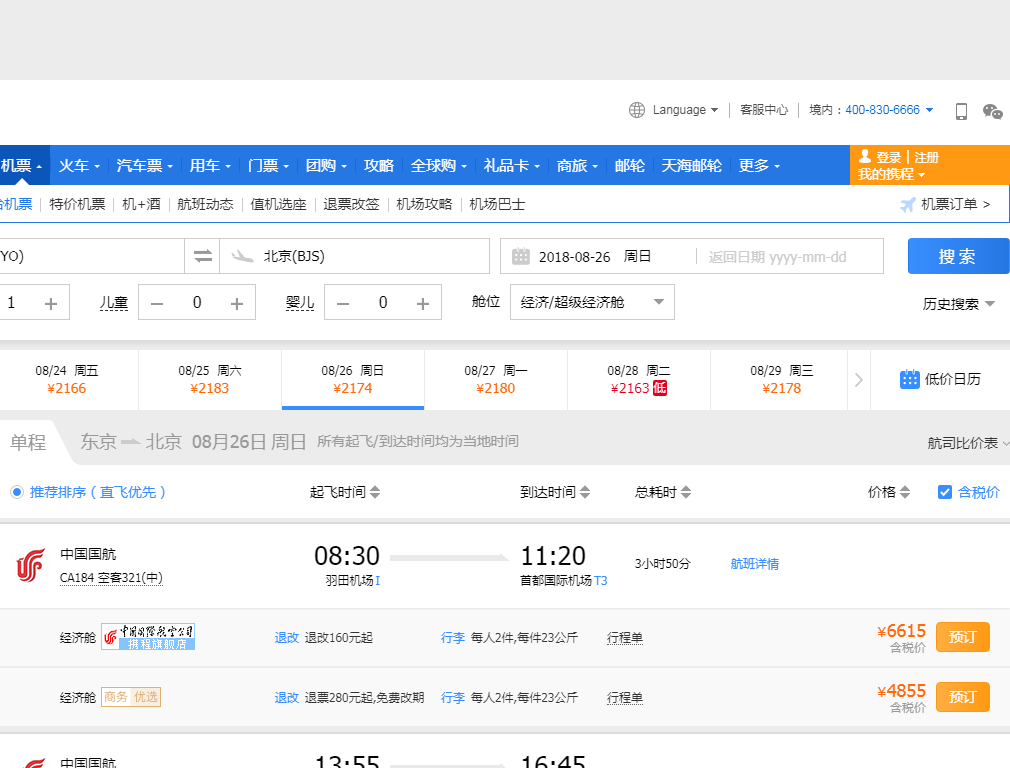 Language 客服中心 境内：400-830-6666
机票 火车 汽车票 用车 门票 团购 攻略 全球购 礼品卡 商旅 邮轮 天海邮轮 更多 登录 | 注册
我的携程
机票 特价机票 机+酒 航班动态 值机选座 退票改签 机场攻略 机场巴士 机票订单 >
YO) 北京(BJS) 2018-08-26 周日 返回日期 yyyy-mm-dd 搜索
1 + 儿童 — 0 + 婴儿 — 0 + 舱位 经济/超级经济舱 历史搜索
08/24 周五 08/25 周六 08/26 周日 08/27 周一 08/28 周二 08/29 周三 低价日历
¥2166 ¥2183 ¥2174 ¥2180 ¥2163 低 ¥2178
单程 东京 北京 08月26日 周日 所有起飞/到达时间均为当地时间 航司比价表
推荐排序（直飞优先） 起飞时间 到达时间 总耗时 价格 含税价
中国国航 08:30 11:20 3小时50分 航班详情
CA184 空客321(中) 羽田机场I 首都国际机场T3
经济舱 中国国际航空公司 携程旗舰店 退改 退改160元起 行李 每人2件,每件23公斤 行程单 ¥6615 预订
含税价
经济舱 商务 优选 退改 退票280元起,免费改期 行李 每人2件,每件23公斤 行程单 ¥4855 预订
含税价
中国国航 13:55 16:45